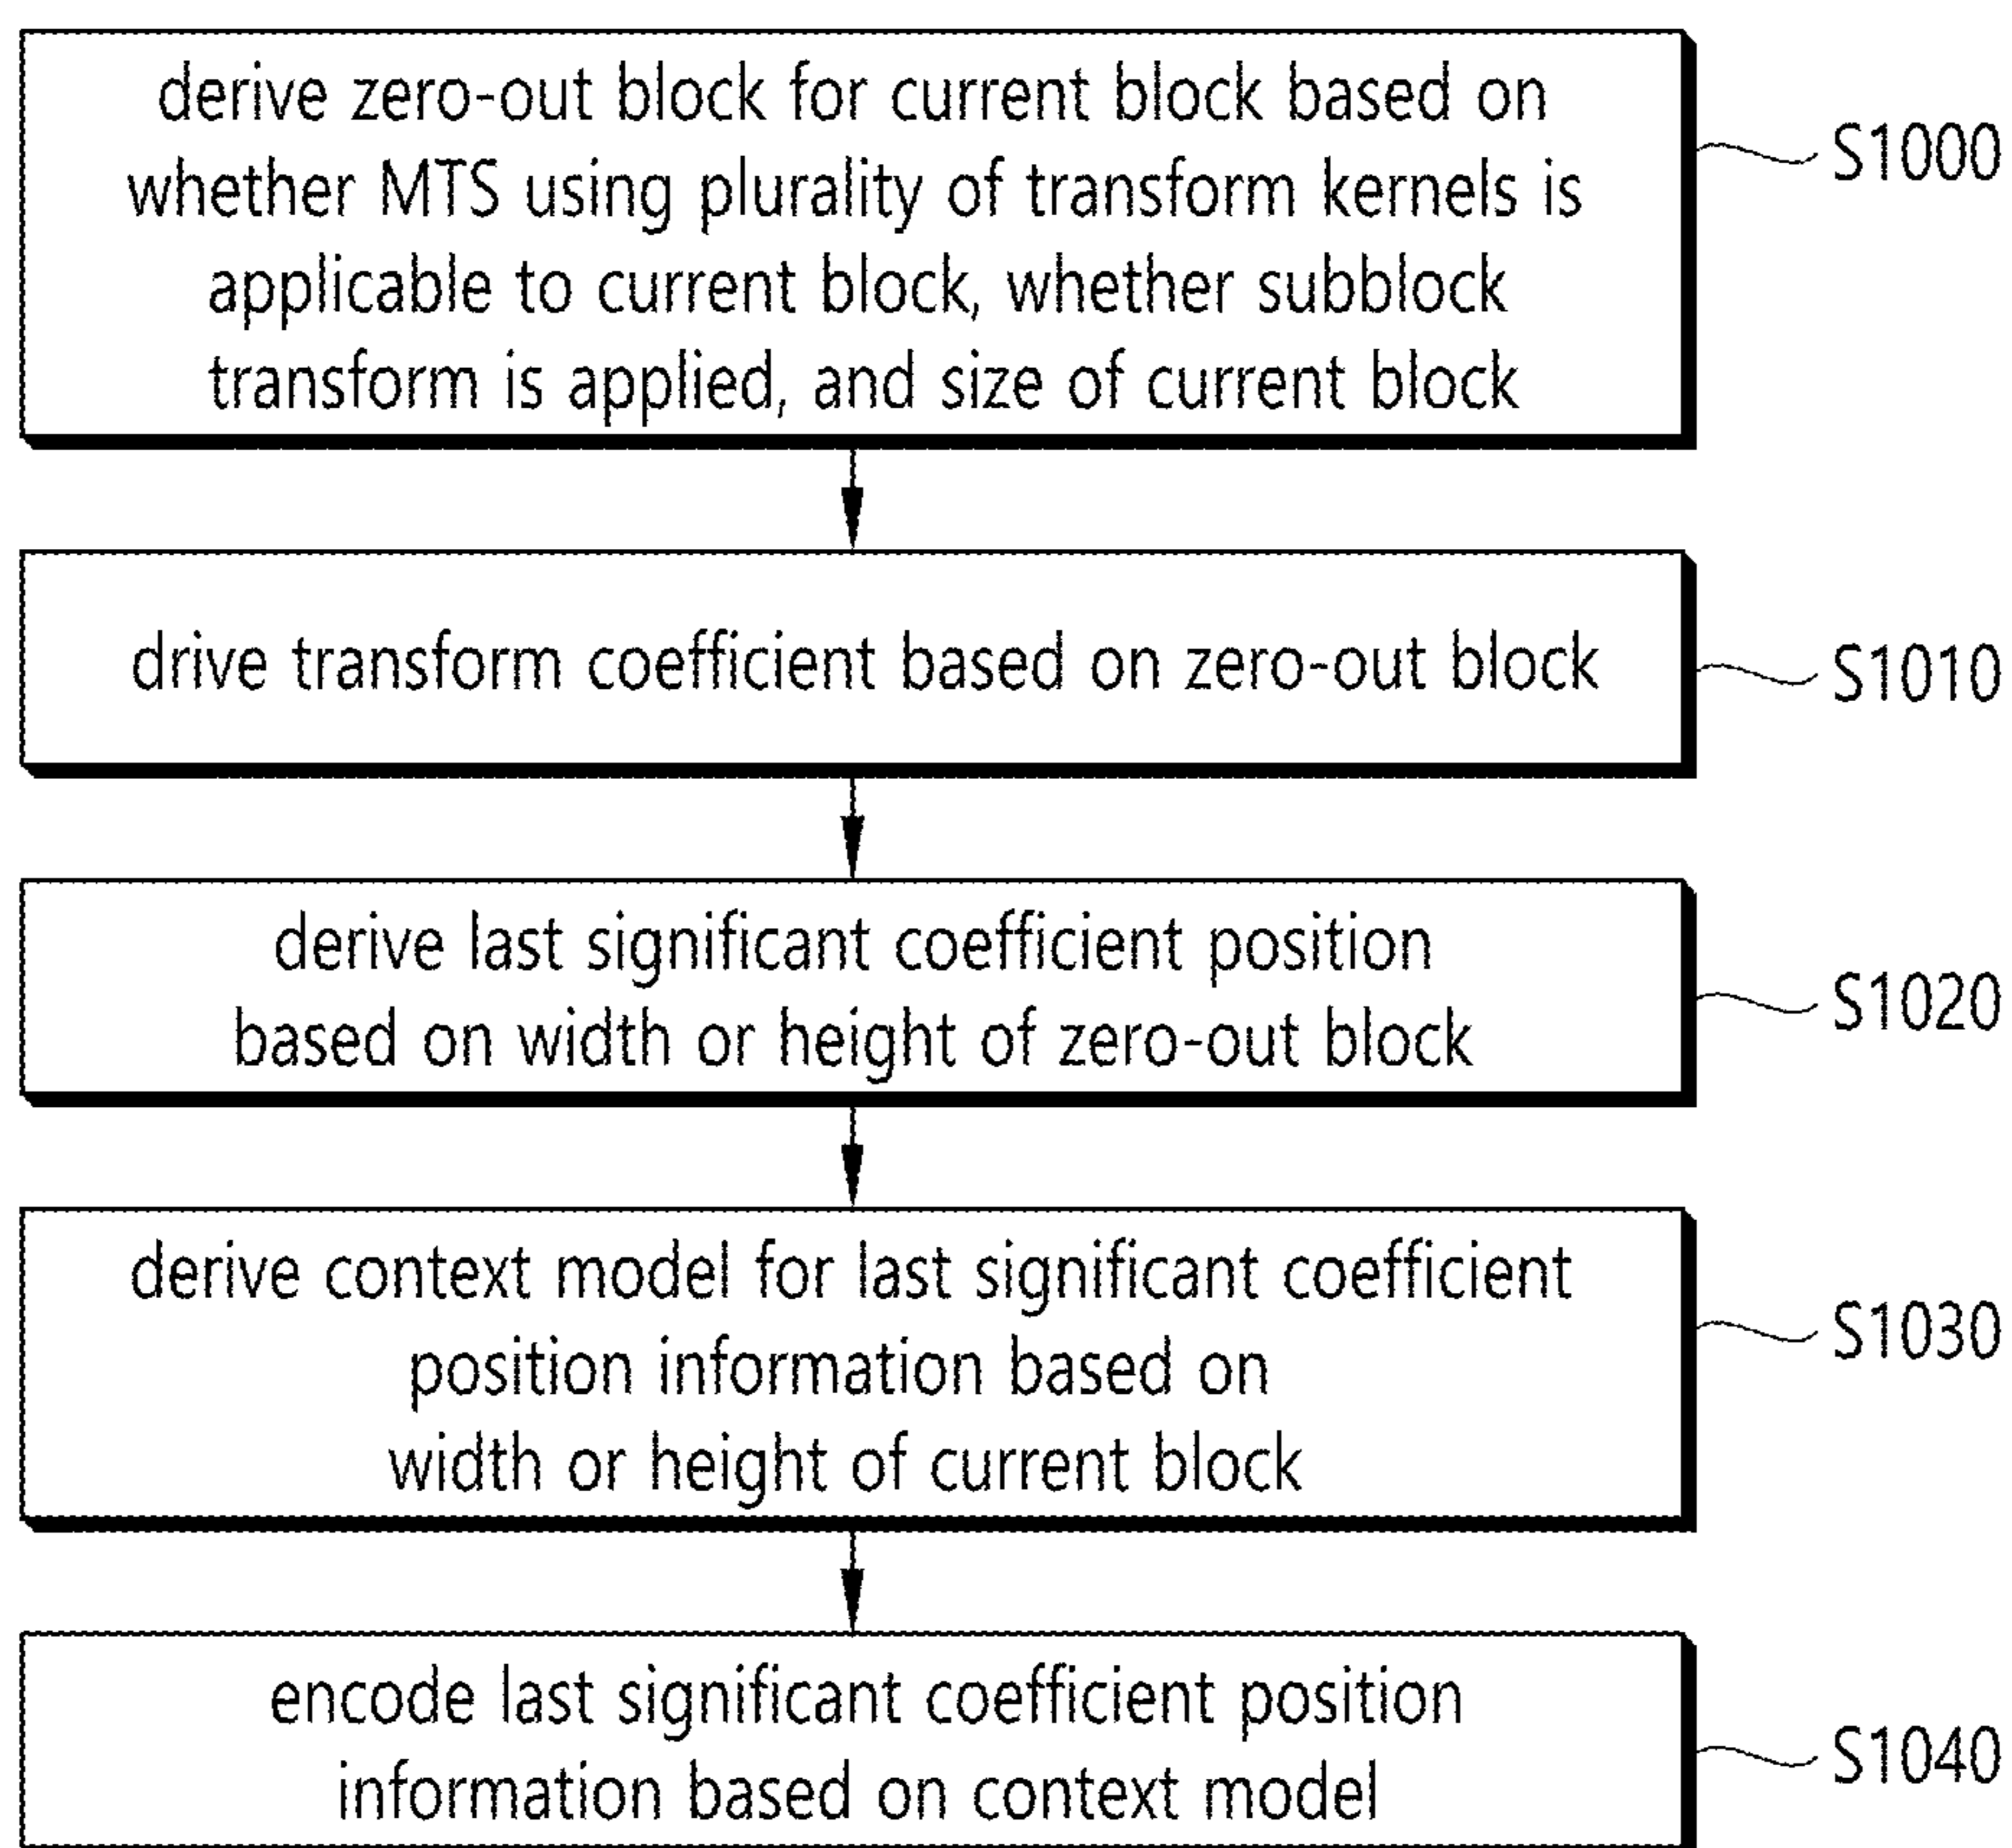 derive zero-out block for current block based on
whether MTS using plurality of transform kernels is
applicable to current block, whether subblock
transform is applied, and size of current block
S1000
drive transform coefficient based on zero-out block
S1010
derive last significant coefficient position
based on width or height of zero-out block
S1020
derive context model for last significant coefficient
position information based on
width or height of current block
S1030
encode last significant coefficient position
information based on context model
S1040